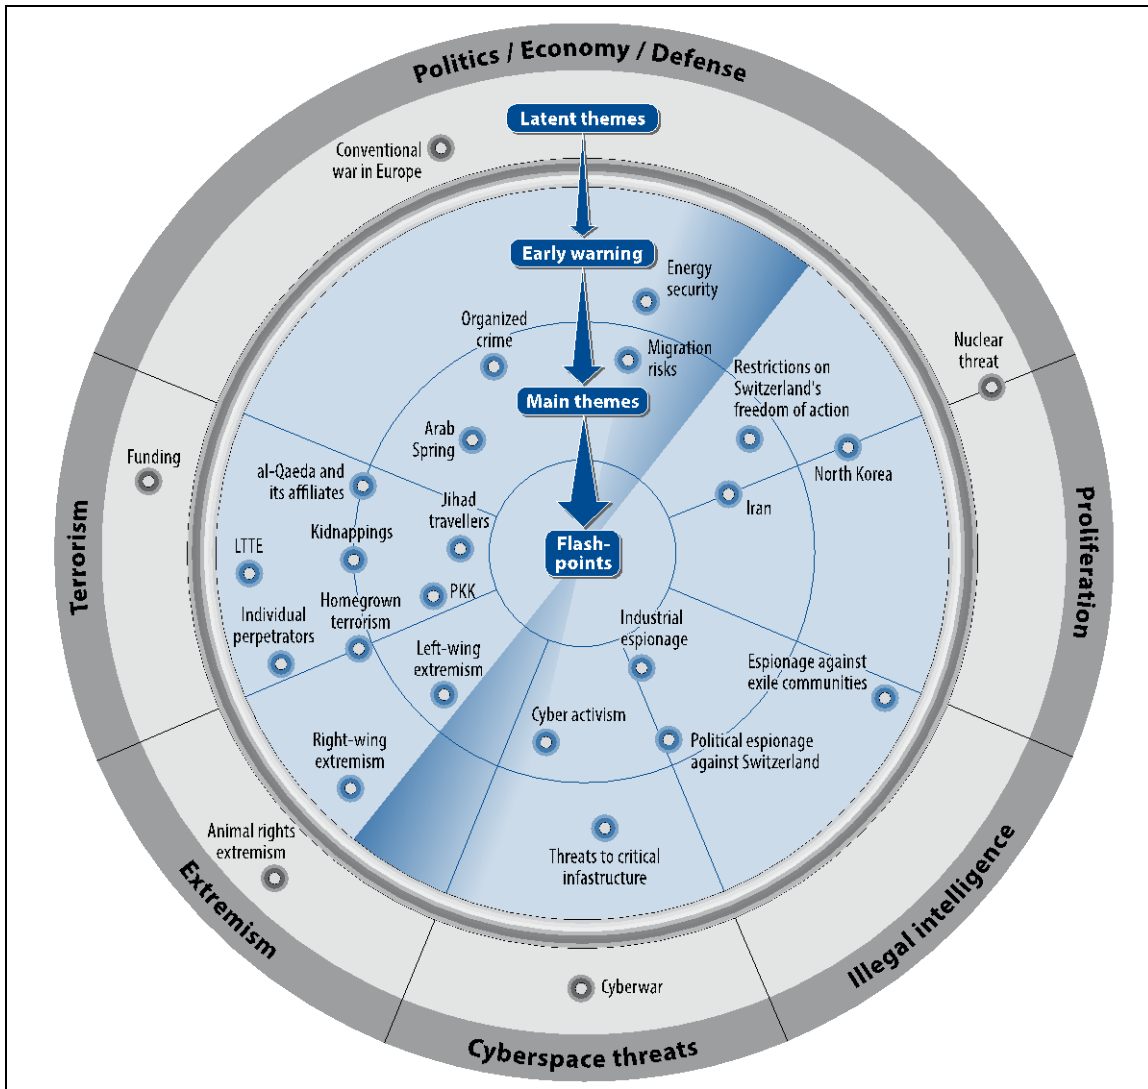 Politics / Economy / Defense
Latent themes
Conventional
war in Europe
Early warning
Energy
security
Organized
crime
Migration
risks
Nuclear
threat
Restrictions on
Switzerland's
freedom of action
Main themes
Arab
Spring
Funding
al-Qaeda and
its affiliates
North Korea
Jihad
travellers
Iran
Kidnappings
Terrorism
Proliferation
LTTE
Flash-
points
PKK
Homegrown
terrorism
Individual
perpetrators
Industrial
espionage
Left-wing
extremism
Espionage against
exile communities
Cyber activism
Right-wing
extremism
Political espionage
against Switzerland
Animal rights
extremism
Threats to critical
infastructure
Extremism
Illegal intelligence
Cyberwar
Cyberspace threats